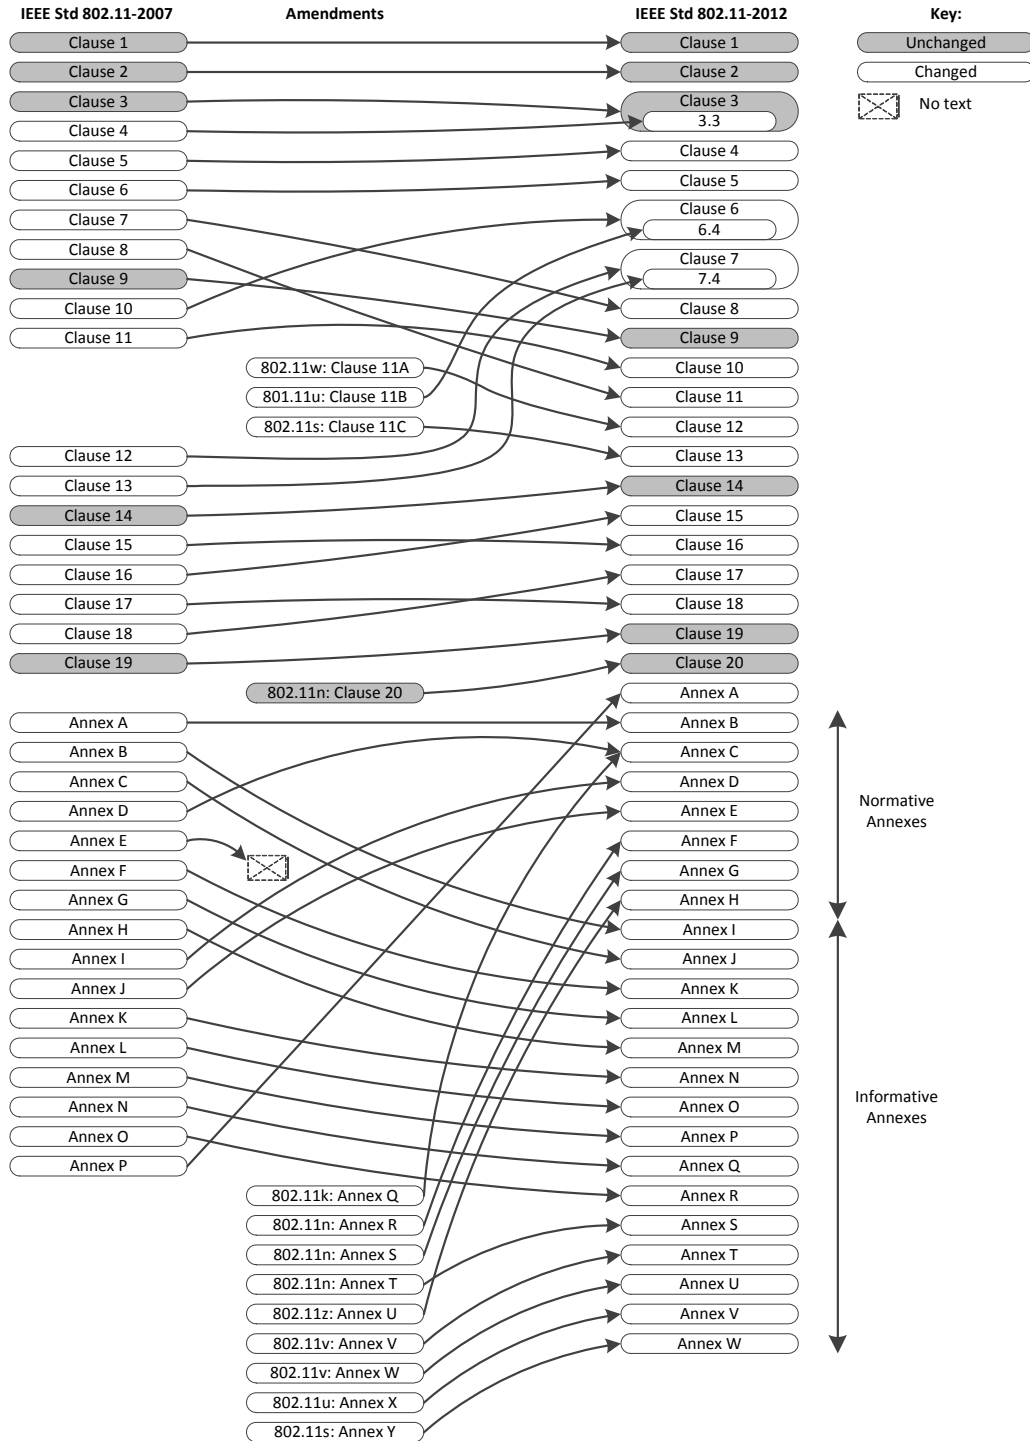 IEEE Std 802.11-2007
Amendments
IEEE Std 802.11-2012
Key:
Clause 1
Clause 1
Unchanged
Clause 2
Clause 2
Changed
Clause 3
Clause 3
No text
3.3
Clause 4
Clause 4
Clause 5
Clause 5
Clause 6
Clause 6
6.4
Clause 7
Clause 8
Clause 7
7.4
Clause 9
Clause 10
Clause 8
Clause 11
Clause 9
802.11w: Clause 11A
Clause 10
801.11u: Clause 11B
Clause 11
802.11s: Clause 11C
Clause 12
Clause 12
Clause 13
Clause 13
Clause 14
Clause 14
Clause 15
Clause 15
Clause 16
Clause 16
Clause 17
Clause 17
Clause 18
Clause 18
Clause 19
Clause 19
Clause 20
802.11n: Clause 20
Annex A
Annex A
Annex B
Annex B
Annex C
Annex C
Annex D
Annex D
Annex E
Normative
Annexes
Annex E
Annex F
Annex F
Annex G
Annex G
Annex H
Annex H
Annex I
Annex I
Annex J
Annex J
Annex K
Annex K
Annex L
Annex L
Annex M
Annex M
Annex N
Annex N
Annex O
Informative
Annexes
Annex O
Annex P
Annex P
Annex Q
802.11k: Annex Q
Annex R
802.11n: Annex R
Annex S
802.11n: Annex S
Annex T
802.11n: Annex T
Annex U
802.11z: Annex U
Annex V
802.11v: Annex V
Annex W
802.11v: Annex W
802.11u: Annex X
802.11s: Annex Y